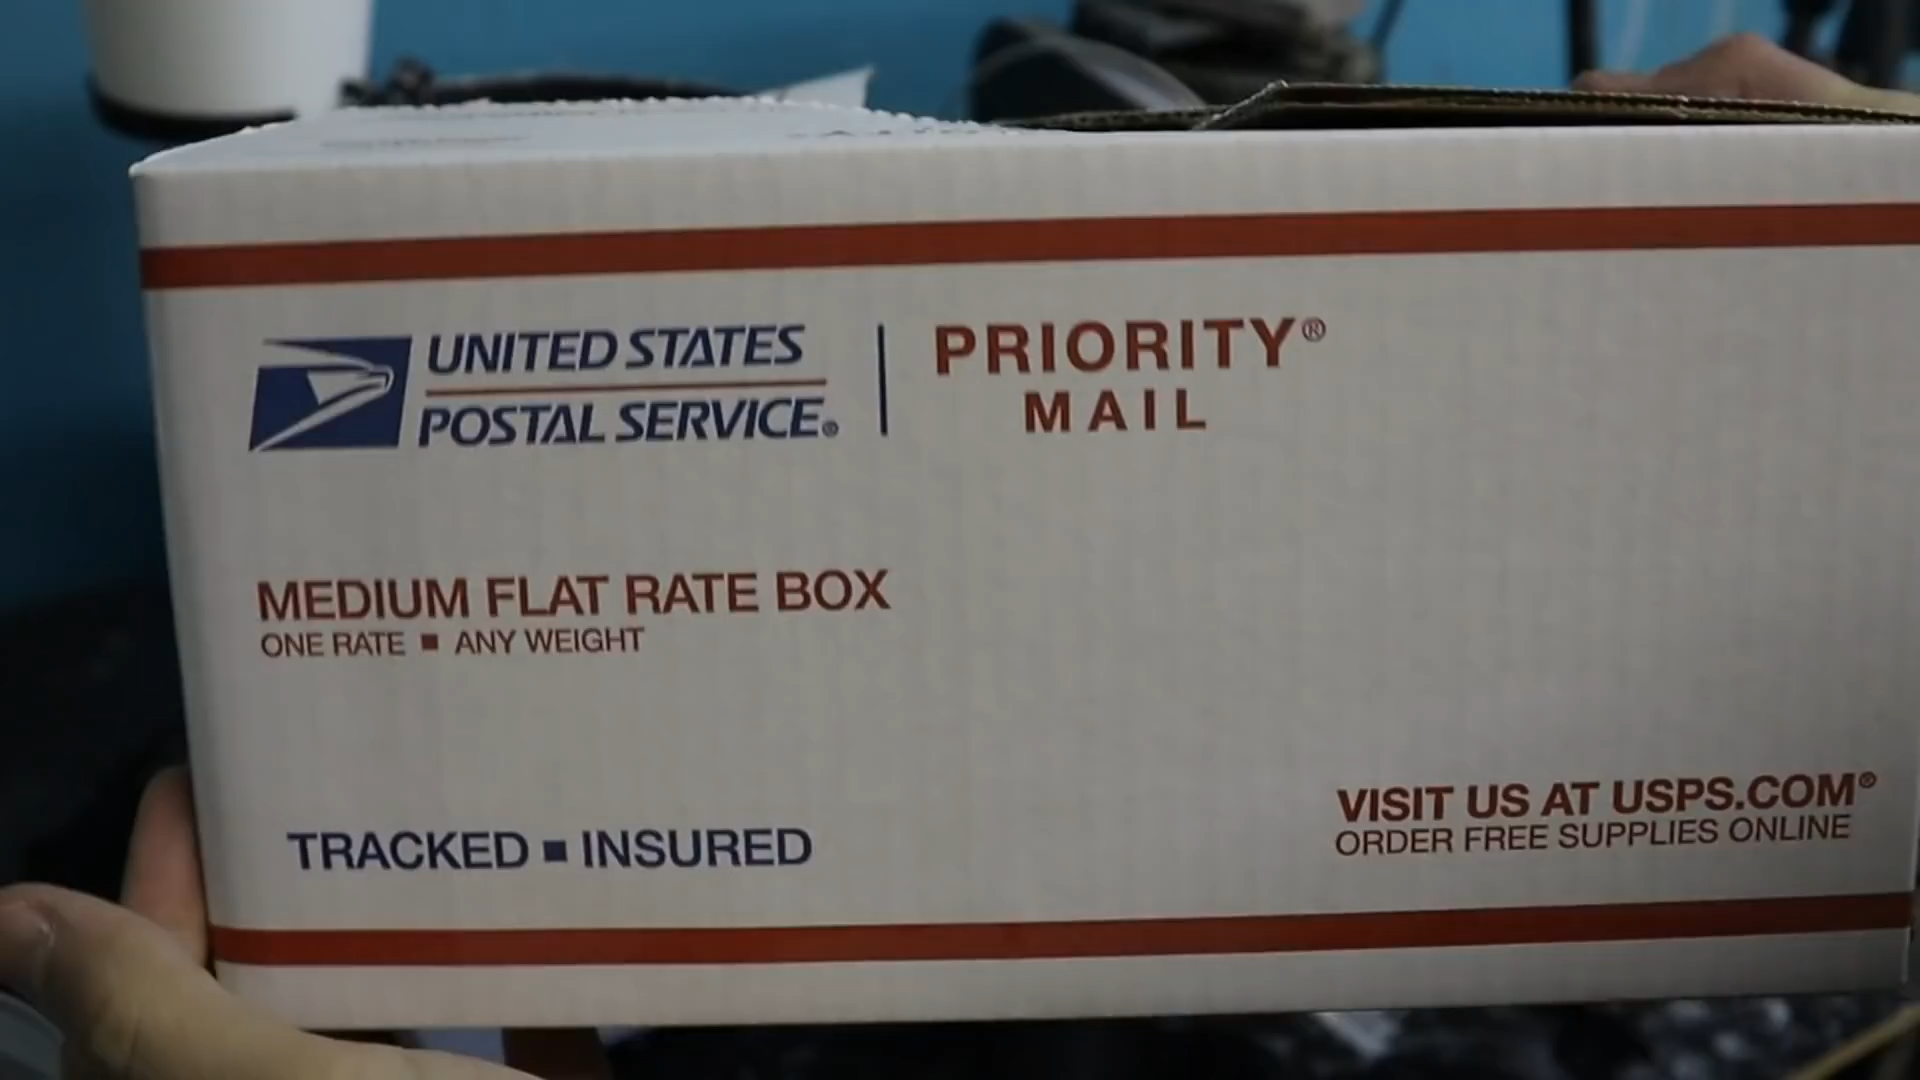 UNITED STATES
POSTAL SERVICE®
PRIORITY®
MAIL
MEDIUM FLAT RATE BOX
ONE RATE ■ ANY WEIGHT
TRACKED ■ INSURED
VISIT US AT USPS.COM®
ORDER FREE SUPPLIES ONLINE